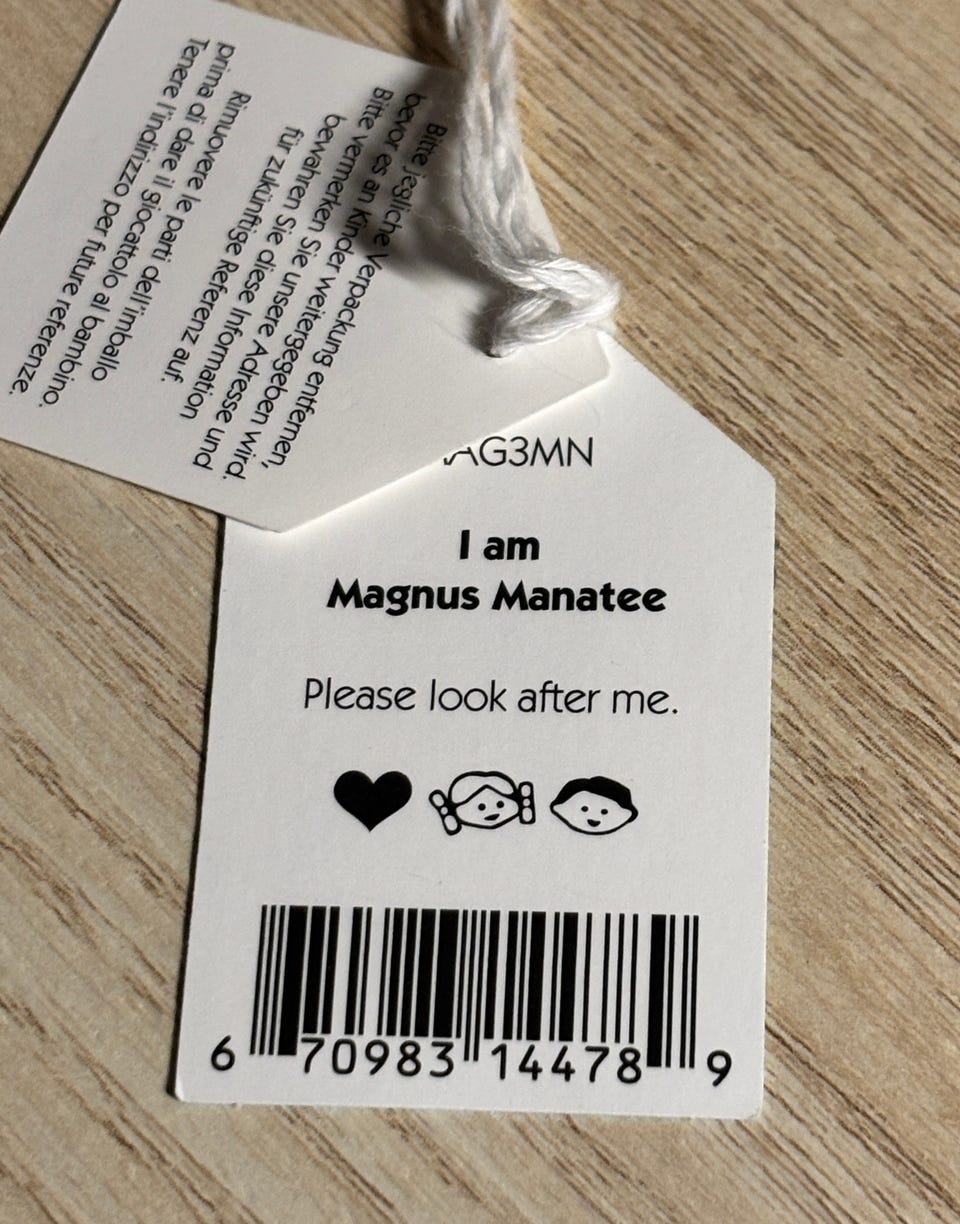 Bitte jegliche Verpackung entfernen,
bevor es an Kinder weitergegeben wird.
Bitte vermerken Sie unsere Adresse und
bewahren Sie diese Information
für zukünftige Referenz auf.
Rimuovere le parti dell'imballo
prima di dare il giocattolo al bambino.
Tenere l'indirizzo per future referenze.
AG3MN
I am
Magnus Manatee
Please look after me.
6 70983 14478 9